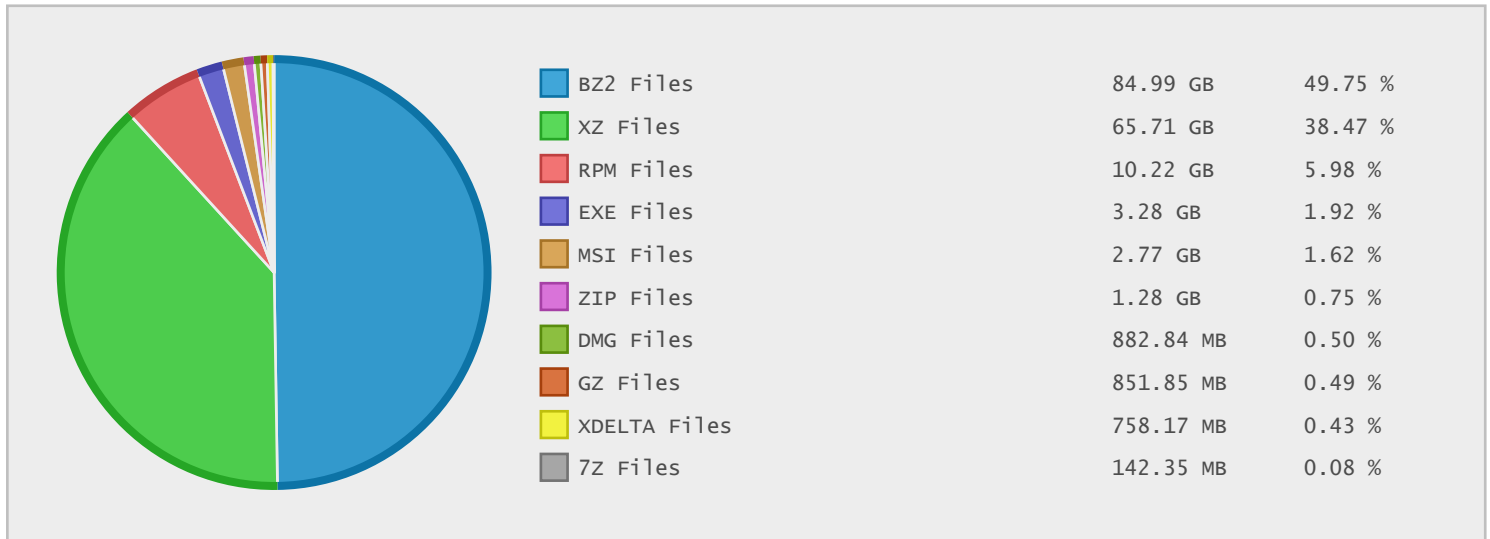 BZ2 Files 84.99 GB 49.75 %
XZ Files 65.71 GB 38.47 %
RPM Files 10.22 GB 5.98 %
EXE Files 3.28 GB 1.92 %
MSI Files 2.77 GB 1.62 %
ZIP Files 1.28 GB 0.75 %
DMG Files 882.84 MB 0.50 %
GZ Files 851.85 MB 0.49 %
XDELTA Files 758.17 MB 0.43 %
7Z Files 142.35 MB 0.08 %